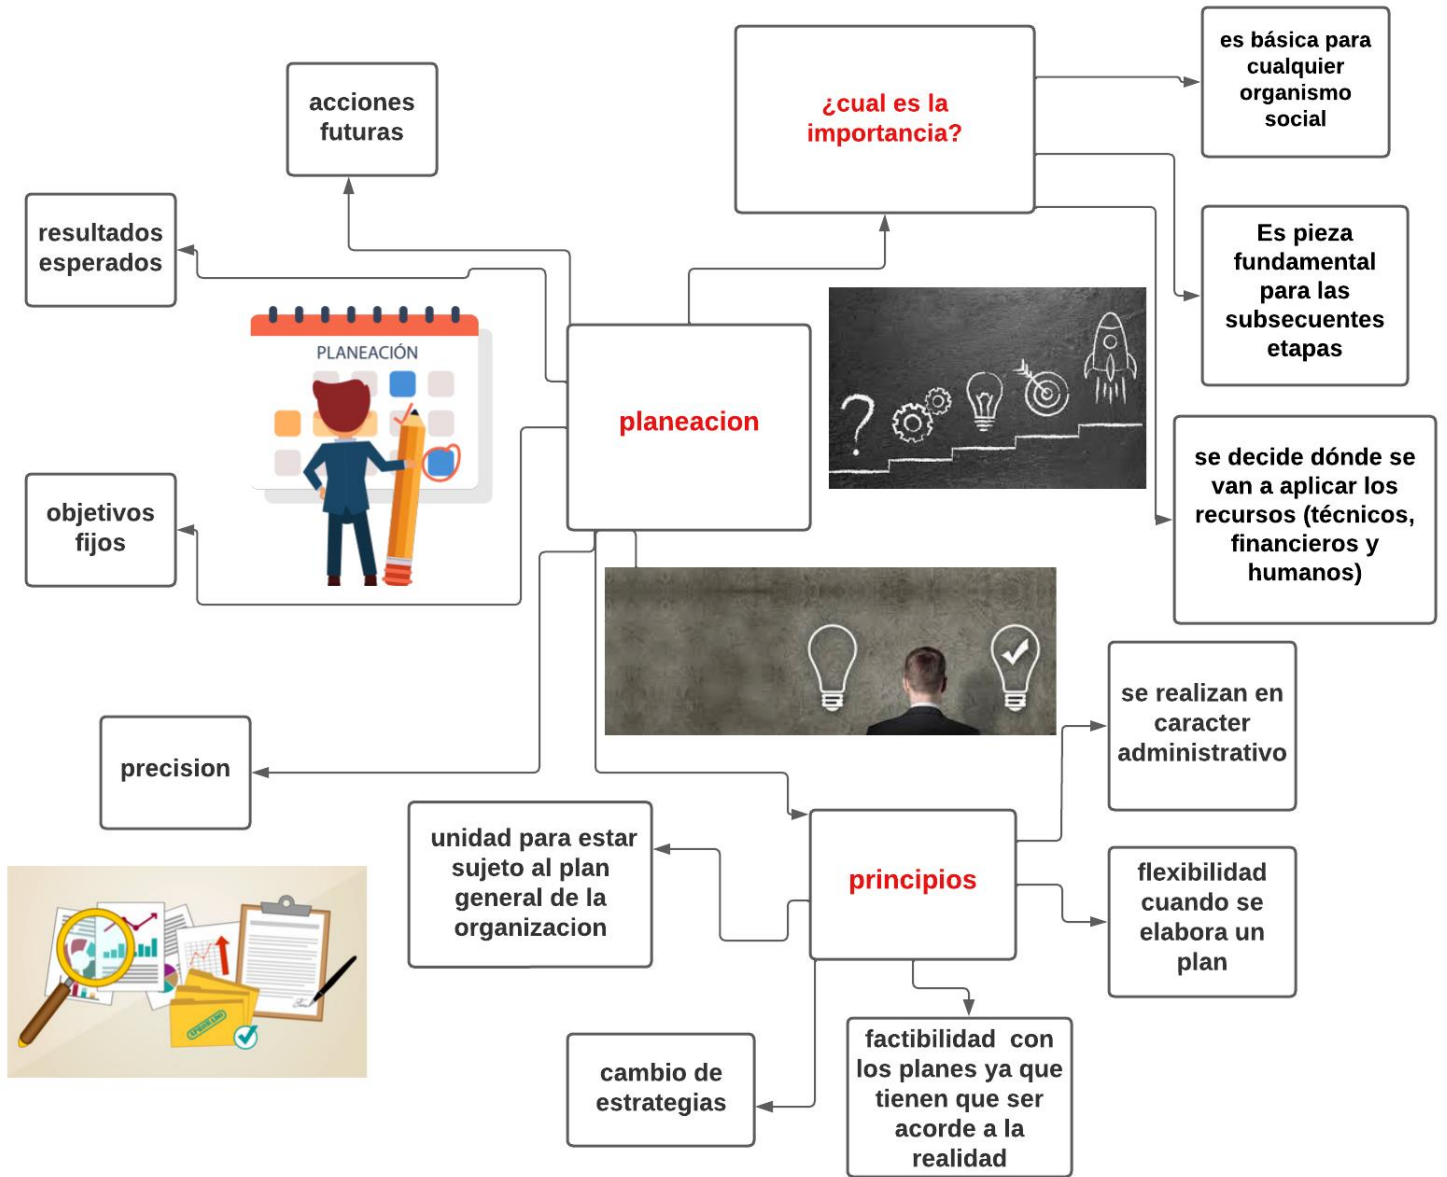 acciones
futuras
¿cual es la
importancia?
es básica para
cualquier
organismo
social
resultados
esperados
Es pieza
fundamental
para las
subsecuentes
etapas
PLANEACIÓN
planeacion
?
se decide dónde se
van a aplicar los
recursos (técnicos,
financieros y
humanos)
objetivos
fijos
se realizan en
caracter
administrativo
precision
unidad para estar
sujeto al plan
general de la
organizacion
principios
flexibilidad
cuando se
elabora un
plan
APROBADO
cambio de
estrategias
factibilidad con
los planes ya que
tienen que ser
acorde a la
realidad